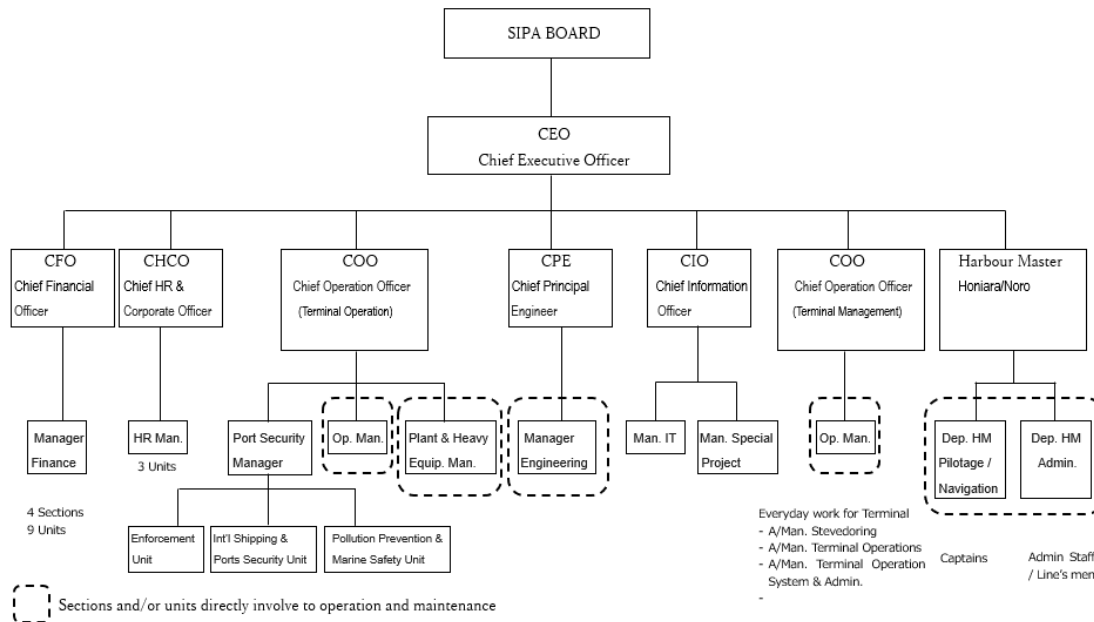 SIPA BOARD
CEO
Chief Executive Officer
CFO
Chief Financial
Officer
CHCO
Chief HR &
Corporate Officer
COO
Chief Operation Officer
(Terminal Operation)
CPE
Chief Principal
Engineer
CIO
Chief Information
Officer
COO
Chief Operation Officer
(Terminal Management)
Harbour Master
Honiara/Noro
Manager
Finance
HR Man.
3 Units
Port Security
Manager
Op. Man.
Plant & Heavy
Equip. Man.
Manager
Engineering
Man. IT
Man. Special
Project
Op. Man.
Dep. HM
Pilotage /
Navigation
Dep. HM
Admin.
4 Sections
9 Units
Enforcement
Unit
Int'l Shipping &
Ports Security Unit
Pollution Prevention &
Marine Safety Unit
Everyday work for Terminal
- A/Man. Stevedoring
- A/Man. Terminal Operations
- A/Man. Terminal Operation
System & Admin.
-
Captains
Admin Staff
/ Line's men
Sections and/or units directly involve to operation and maintenance